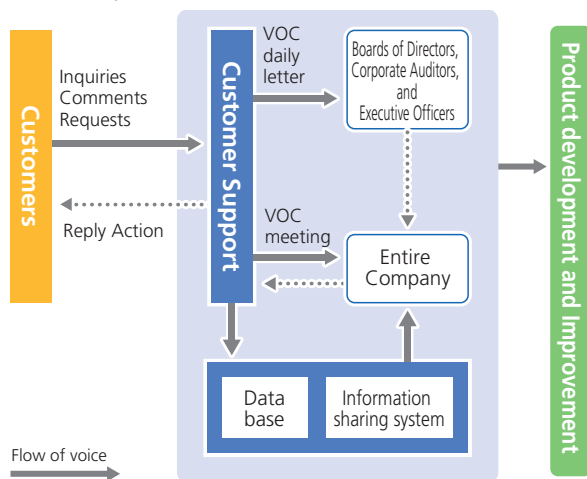 Customers
Inquiries
Comments
Requests
Reply Action
Customer Support
VOC
daily
letter
Boards of Directors,
Corporate Auditors,
and
Executive Officers
VOC
meeting
Entire
Company
Data
base
Information
sharing system
Product development and Improvement
Flow of voice